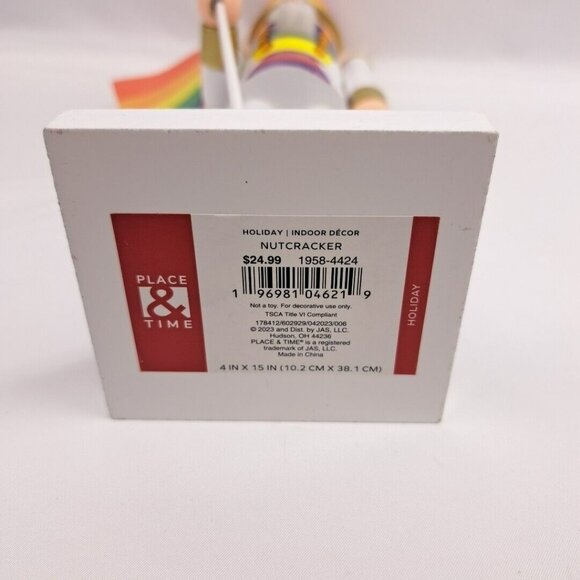 PLACE
&
TIME
HOLIDAY | INDOOR DÉCOR
NUTCRACKER
$24.99 1958-4424
1 96981 04621 9
Not a toy. For decorative use only.
TSCA Title VI Compliant
178412/602929/042023/006
© 2023 and Dist. by JAS, LLC.
Hudson, OH 44236
PLACE & TIME® is a registered
trademark of JAS, LLC.
Made in China
4 IN X 15 IN (10.2 CM X 38.1 CM)
HOLIDAY